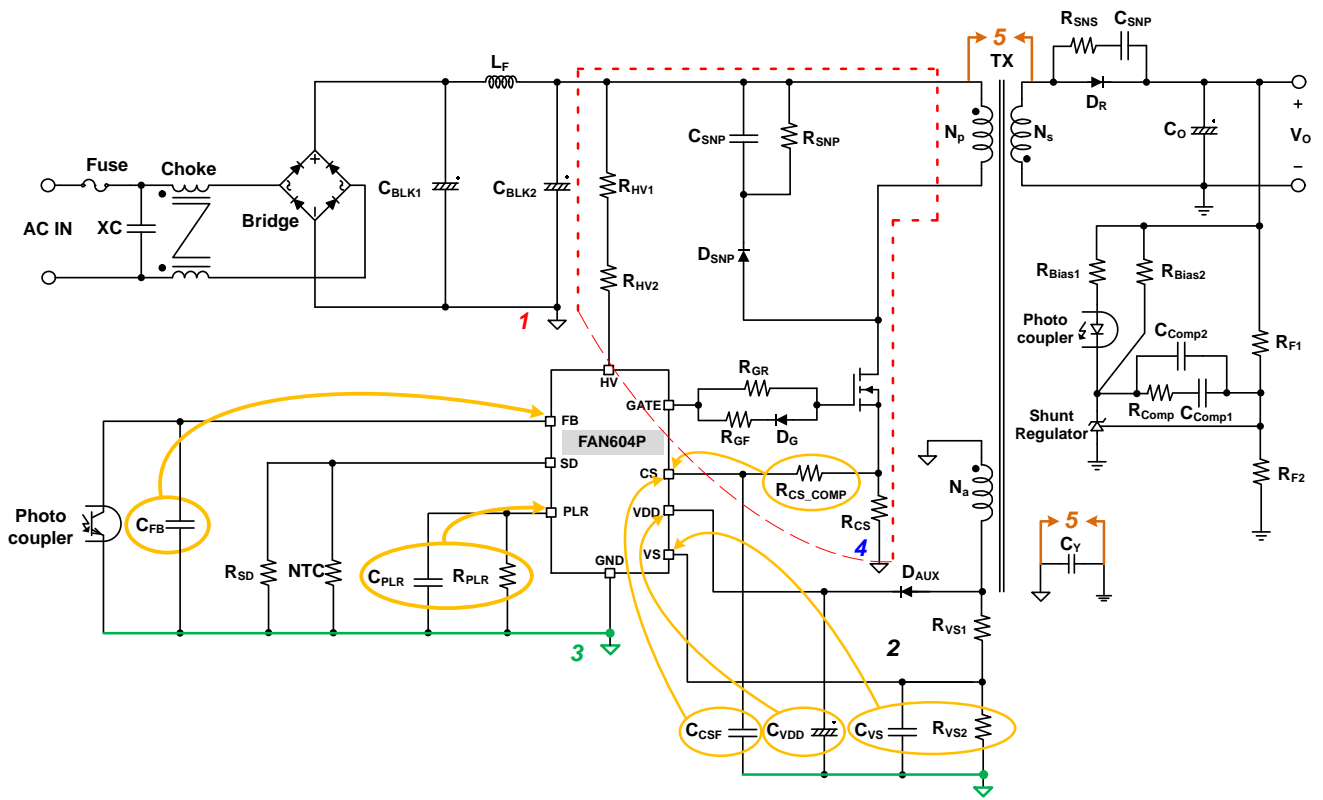 RSNS CSNP
5
TX
LF
DR
+
CSNP RSNP
Np Ns
CO VO
−
Fuse Choke
+
CBLK1 CBLK2
RHV1
AC IN XC
Bridge
−
DSNP
RHV2
RBias1 RBias2
1
Photo
coupler
CComp2
RF1
HV
RGR
GATE
RComp CComp1
FB
RGF DG
Shunt
Regulator
FAN604P
SD
CS
RCS_COMP
Na
RF2
PLR
VDD
RCS
Photo
coupler
CFB
5
CY
VS
4
GND
RSD NTC CPLR RPLR
DAUX
RVS1
3
2
CCSF CVDD CVS RVS2